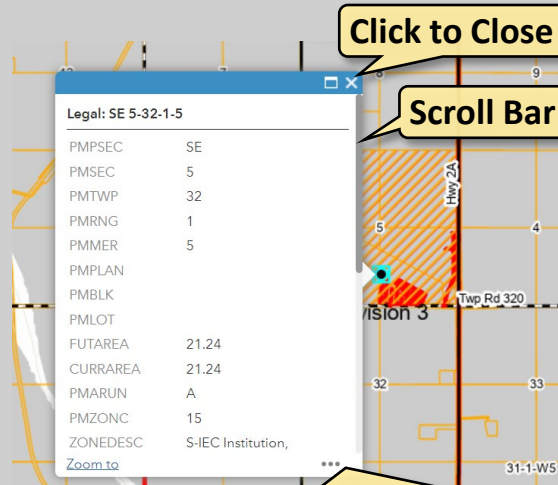 Click to Close
Scroll Bar
Legal: SE 5-32-1-5
PMPSEC SE
PMSEC 5
PMTWP 32
PMRNG 1
PMMER 5
PMPLAN
PMBLK
PMLOT
FUTAREA 21.24
CURRAREA 21.24
PMARUN A
PMZONC 15
ZONEDESC S-IEC Institution,
Zoom to
9
Hwy 2A
5
4
Twp Rd 320
ision 3
32
33
31-1-W5